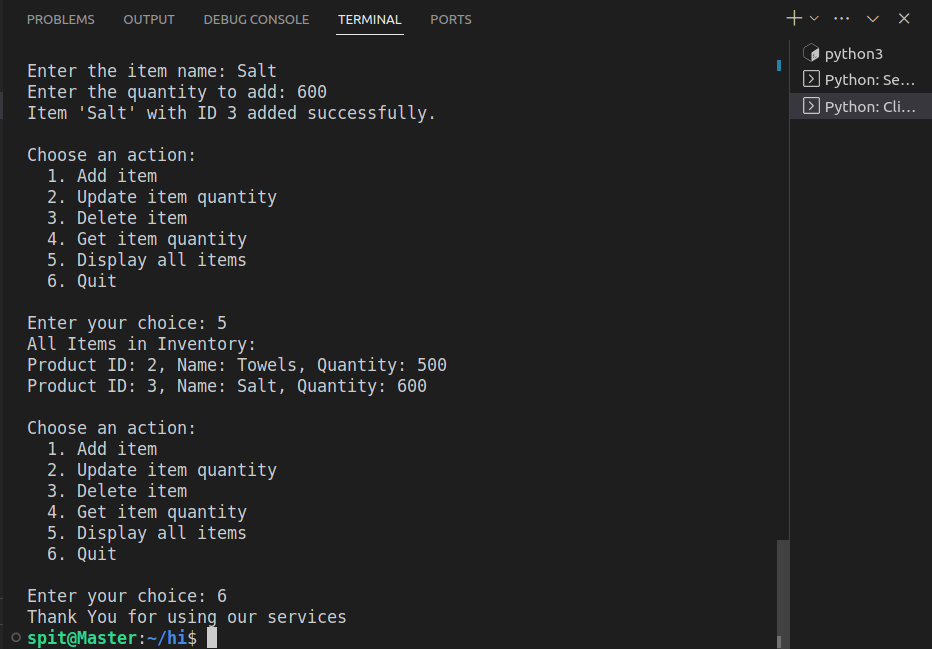 PROBLEMS OUTPUT DEBUG CONSOLE TERMINAL PORTS
Enter the item name: Salt
Enter the quantity to add: 600
Item 'Salt' with ID 3 added successfully.
Choose an action:
1. Add item
2. Update item quantity
3. Delete item
4. Get item quantity
5. Display all items
6. Quit
Enter your choice: 5
All Items in Inventory:
Product ID: 2, Name: Towels, Quantity: 500
Product ID: 3, Name: Salt, Quantity: 600
Choose an action:
1. Add item
2. Update item quantity
3. Delete item
4. Get item quantity
5. Display all items
6. Quit
Enter your choice: 6
Thank You for using our services
spit@Master:~/hi$
python3
Python: Se...
Python: Cli...